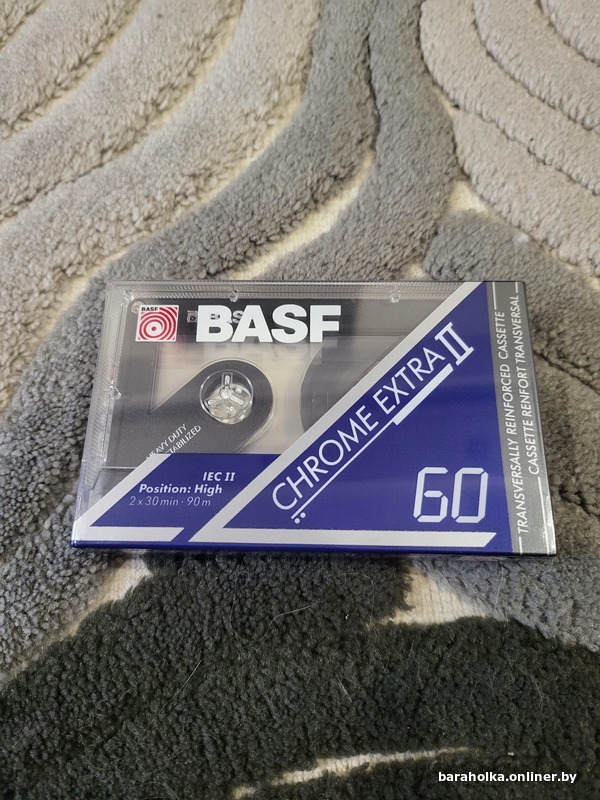 BASF
BASF
CHROME EXTRA II
HEAVY DUTY
STABILIZED
IEC II
Position: High
2 x 30 min · 90 m
60
TRANSVERSALLY REINFORCED CASSETTE
CASSETTE RENFORT TRANSVERSAL
baraholka.onliner.by